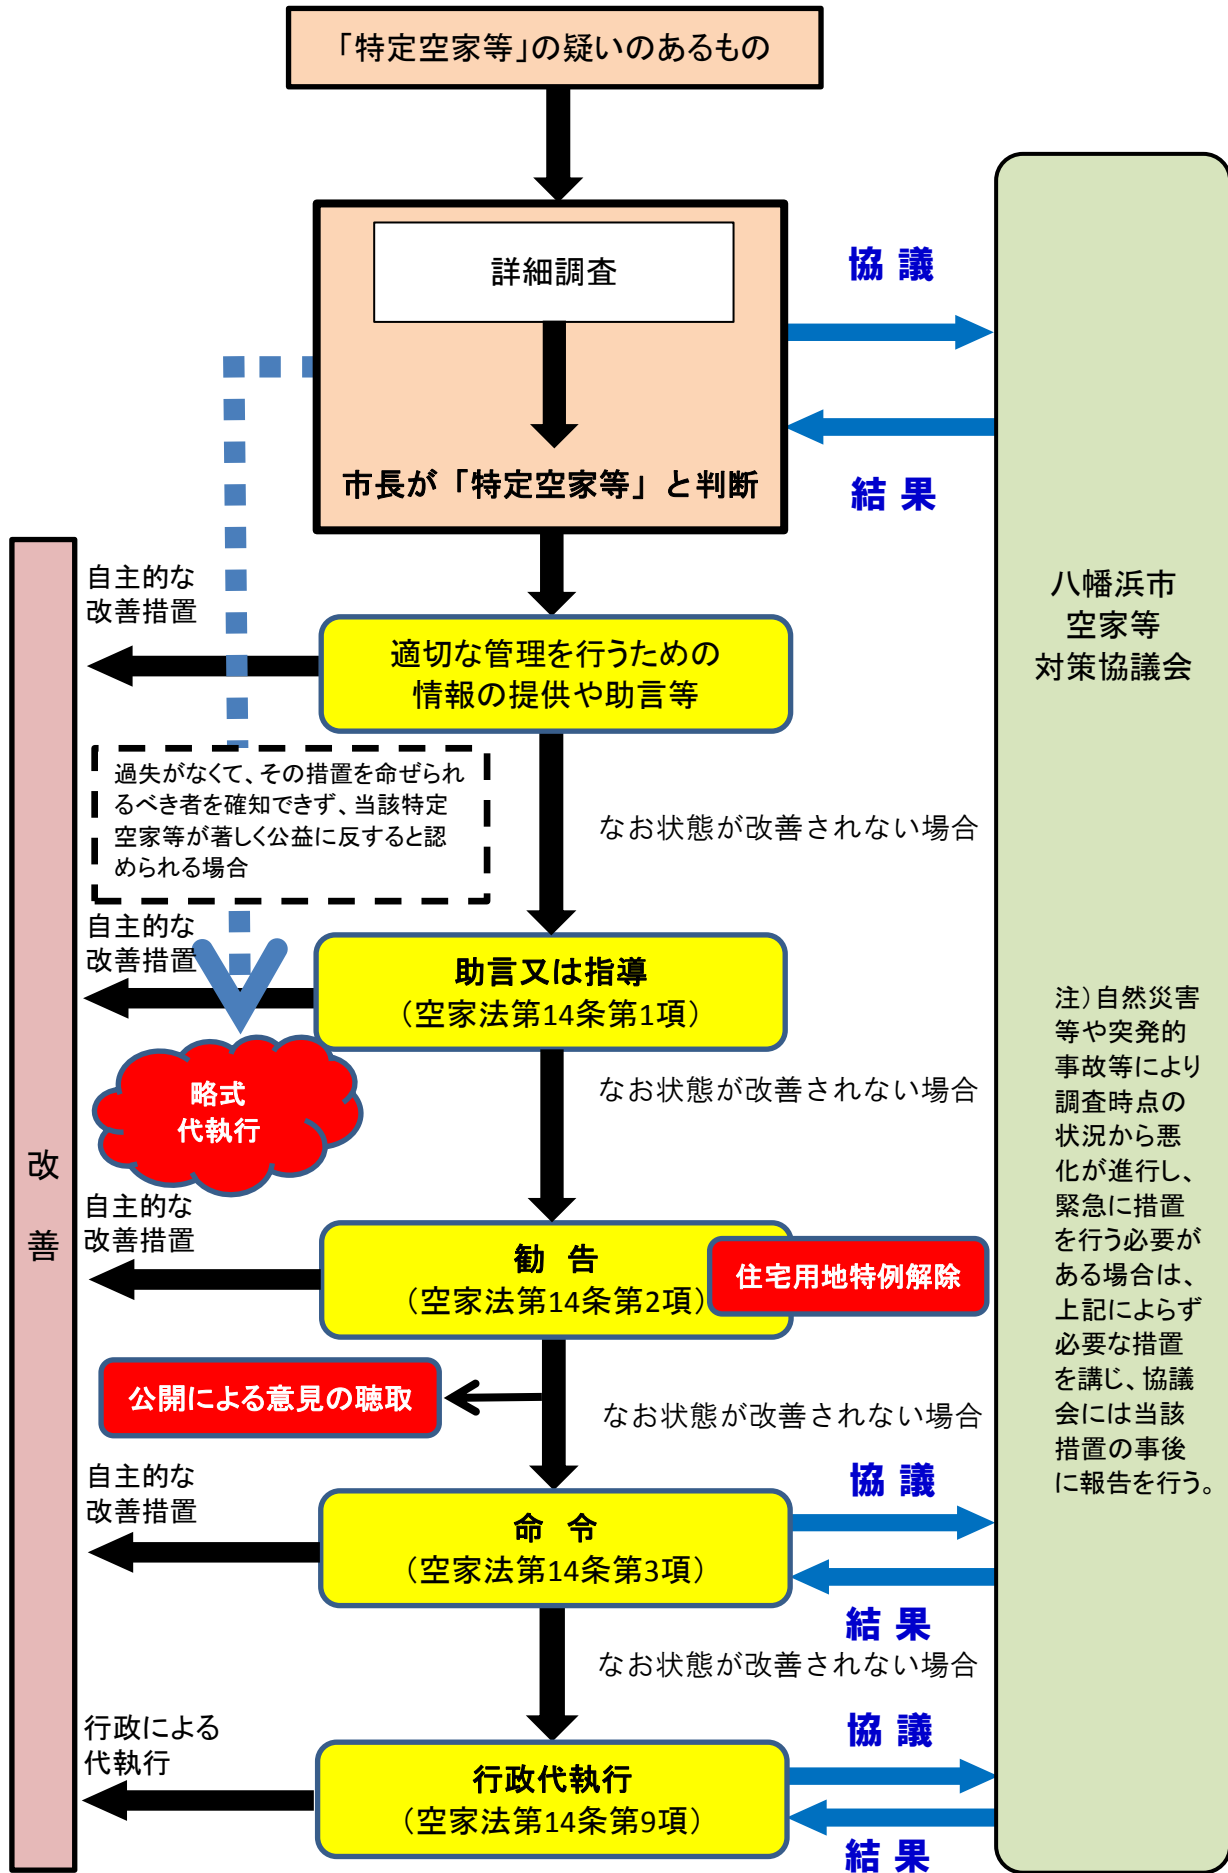 「特定空家等」の疑いのあるもの
詳細調査
市長が「特定空家等」と判断
協 議
結 果
八幡浜市
空家等
対策協議会
自主的な
改善措置
適切な管理を行うための
情報の提供や助言等
過失がなくて、その措置を命ぜられ
るべき者を確知できず、当該特定
空家等が著しく公益に反すると認
められる場合
なお状態が改善されない場合
自主的な
改善措置
助言又は指導
（空家法第14条第1項）
略式
代執行
なお状態が改善されない場合
注）自然災害
等や突発的
事故等により
調査時点の
状況から悪
化が進行し、
緊急に措置
を行う必要が
ある場合は、
上記によらず
必要な措置
を講じ、協議
会には当該
措置の事後
に報告を行う。
改
善
自主的な
改善措置
勧 告
（空家法第14条第2項）
住宅用地特例解除
公開による意見の聴取
なお状態が改善されない場合
自主的な
改善措置
命 令
（空家法第14条第3項）
協 議
結 果
なお状態が改善されない場合
行政による
代執行
行政代執行
（空家法第14条第9項）
協 議
結 果